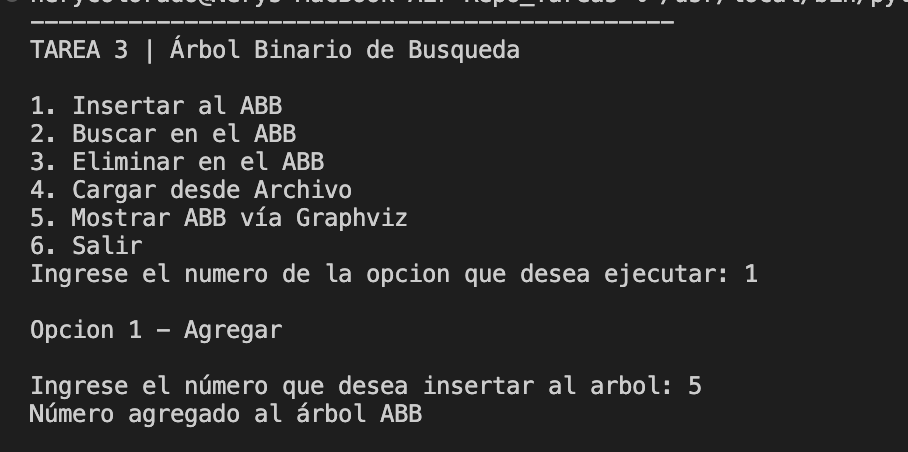 ----------------------------------------------
TAREA 3 | Árbol Binario de Busqueda
1. Insertar al ABB
2. Buscar en el ABB
3. Eliminar en el ABB
4. Cargar desde Archivo
5. Mostrar ABB vía Graphviz
6. Salir
Ingrese el numero de la opcion que desea ejecutar: 1
Opcion 1 - Agregar
Ingrese el número que desea insertar al arbol: 5
Número agregado al árbol ABB